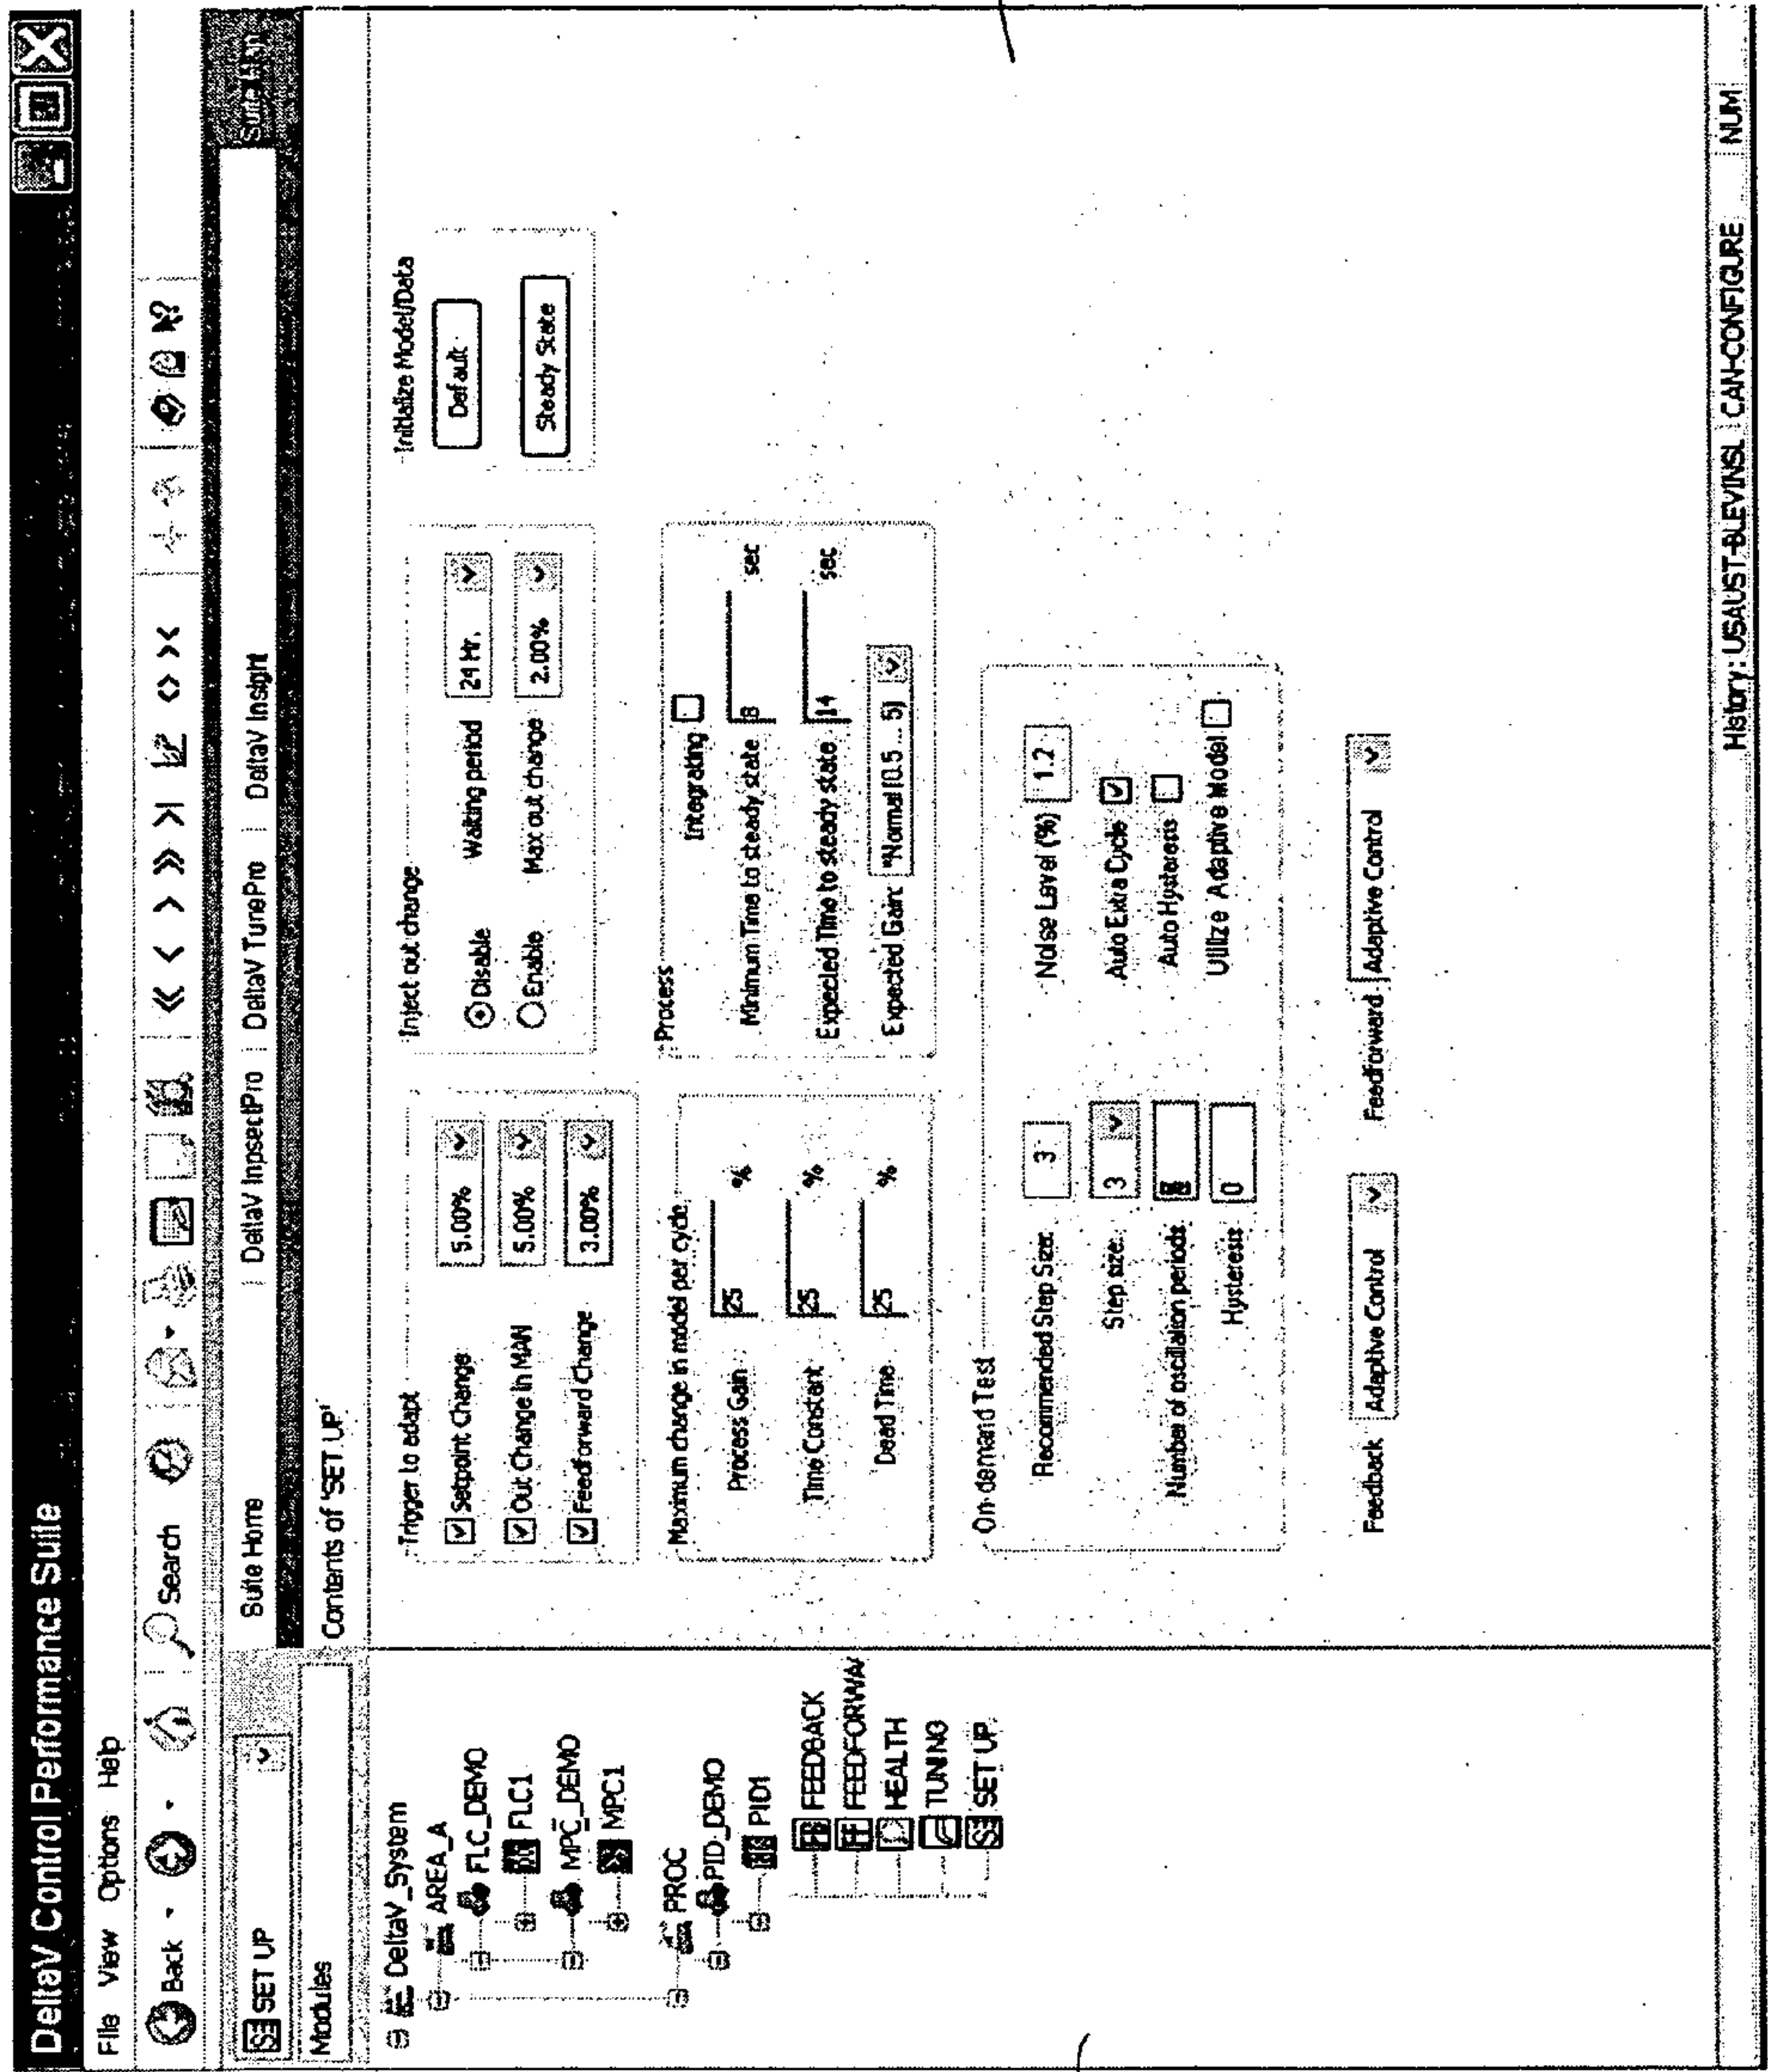 DeltaV Control Performance Suite
File View Options Help
Back Search
SET UP
Suite Home | DeltaV InpsectPro | DeltaV TunePro | DeltaV Insight
Suite Map
Modules
Contents of 'SET UP'
DeltaV_System
AREA_A
FLC_DEMO
FLC1
MPC_DEMO
MPC1
PROC
PID_DEMO
PID1
FEEDBACK
FEEDFORWA
HEALTH
TUNING
SET UP
Trigger to adapt
Setpoint Change 5.00%
Out Change in MAN 5.00%
Feedforward Change 3.00%
Inject out change
Disable Waiting period 24 Hr.
Enable Max out change 2.00%
Initialize Model/Data
Default
Steady State
Maximum change in model per cycle
Process Gain 25 %
Time Constant 25 %
Dead Time 25 %
Process
Integrating
Minimum Time to steady state 8 sec
Expected Time to steady state 14 sec
Expected Gain: "Normal [0.5 ... 5]
On-demand Test
Recommended Step Size: 3 Noise Level (%) 1.2
Step size: 3 Auto Extra Cycle
Number of oscillation periods: Auto Hysteresis
Hysteresis 0 Utilize Adaptive Model
Feedback Adaptive Control Feedforward Adaptive Control
History: USAUST-BLEVINSL CAN-CONFIGURE NUM